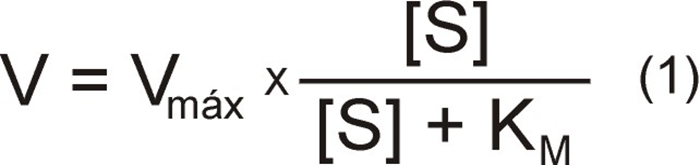 V = Vmáx x [S] / [S] + KM (1)